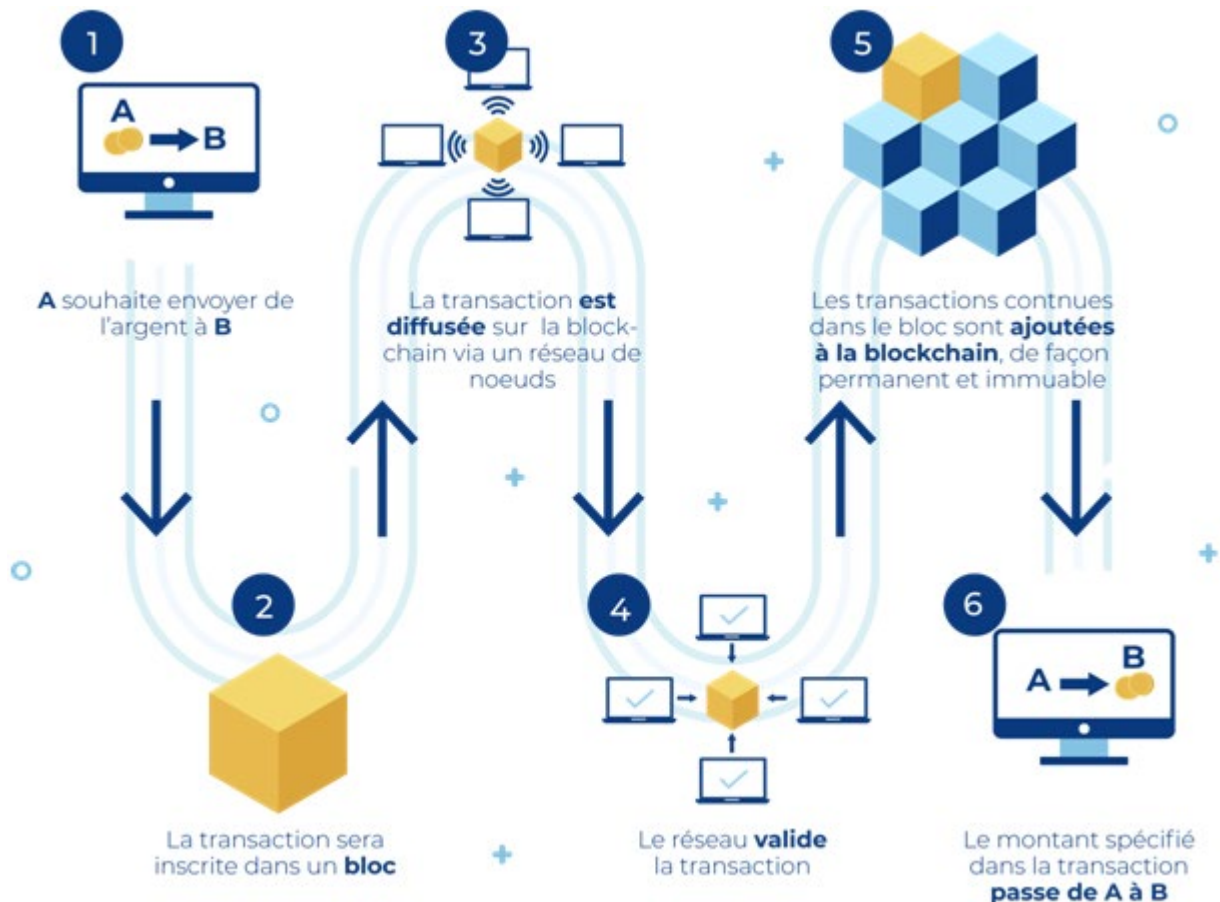 1
A
B
A souhaite envoyer de
l'argent à B
2
La transaction sera
inscrite dans un bloc
3
La transaction est
diffusée sur la block-
chain via un réseau de
noeuds
4
Le réseau valide
la transaction
5
Les transactions contnues
dans le bloc sont ajoutées
à la blockchain, de façon
permanent et immuable
6
B
A
Le montant spécifié
dans la transaction
passe de A à B